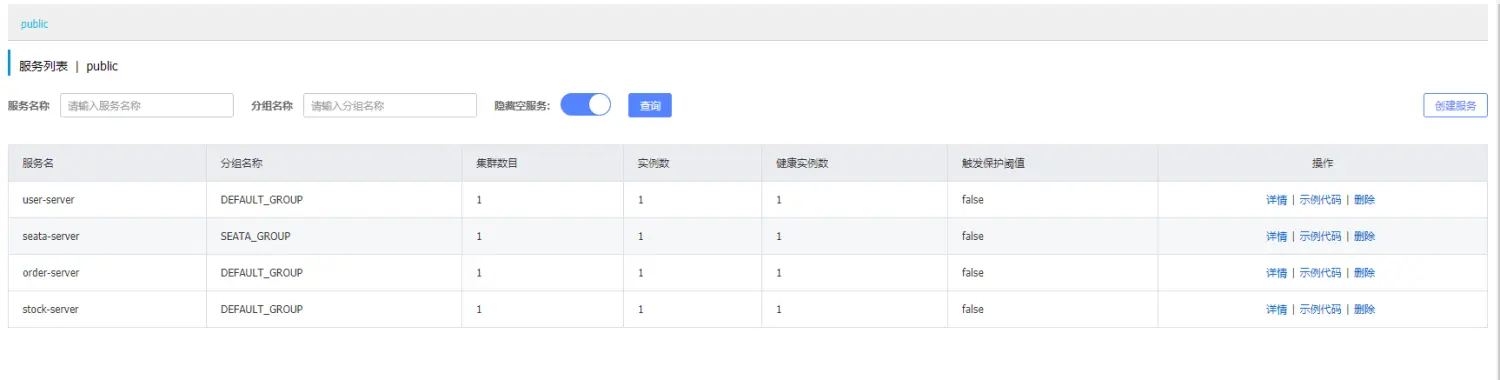 public
服务列表 | public
服务名称 请输入服务名称 分组名称 请输入分组名称 隐藏空服务: 查询 创建服务
服务名 分组名称 集群数目 实例数 健康实例数 触发保护阈值 操作
user-server DEFAULT_GROUP 1 1 1 false 详情 | 示例代码 | 删除
seata-server SEATA_GROUP 1 1 1 false 详情 | 示例代码 | 删除
order-server DEFAULT_GROUP 1 1 1 false 详情 | 示例代码 | 删除
stock-server DEFAULT_GROUP 1 1 1 false 详情 | 示例代码 | 删除